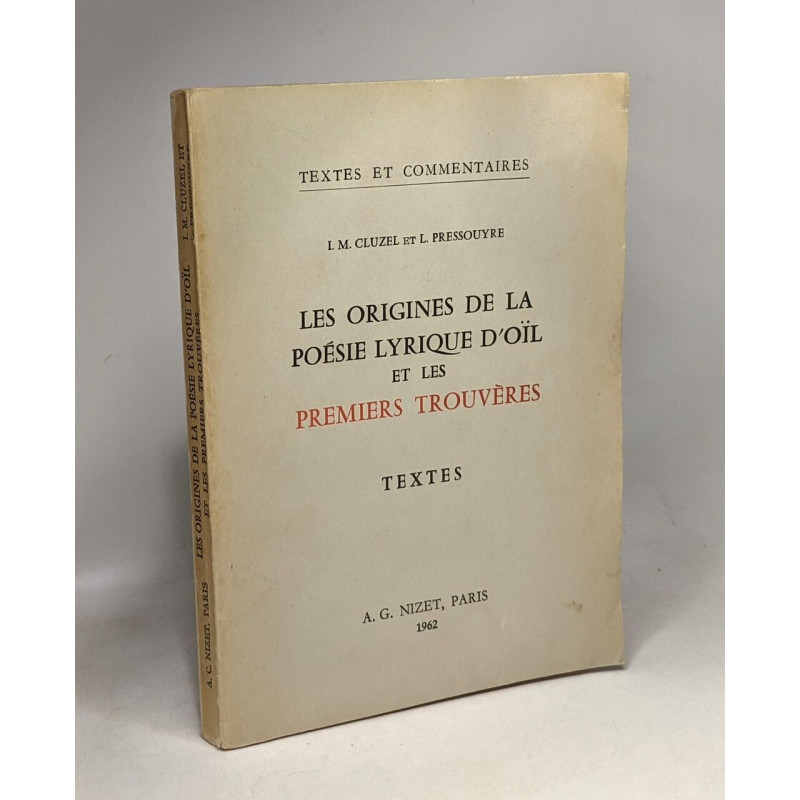 TEXTES ET COMMENTAIRES
I. M. CLUZEL ET L. PRESSOUYRE
LES ORIGINES DE LA
POÉSIE LYRIQUE D'OÏL
ET LES
PREMIERS TROUVÈRES
TEXTES
A. G. NIZET, PARIS
1962
I. M. CLUZEL ET
LES ORIGINES DE LA POÉSIE LYRIQUE D'OÏL
ET LES PREMIERS TROUVÈRES
A. C. NIZET, PARIS